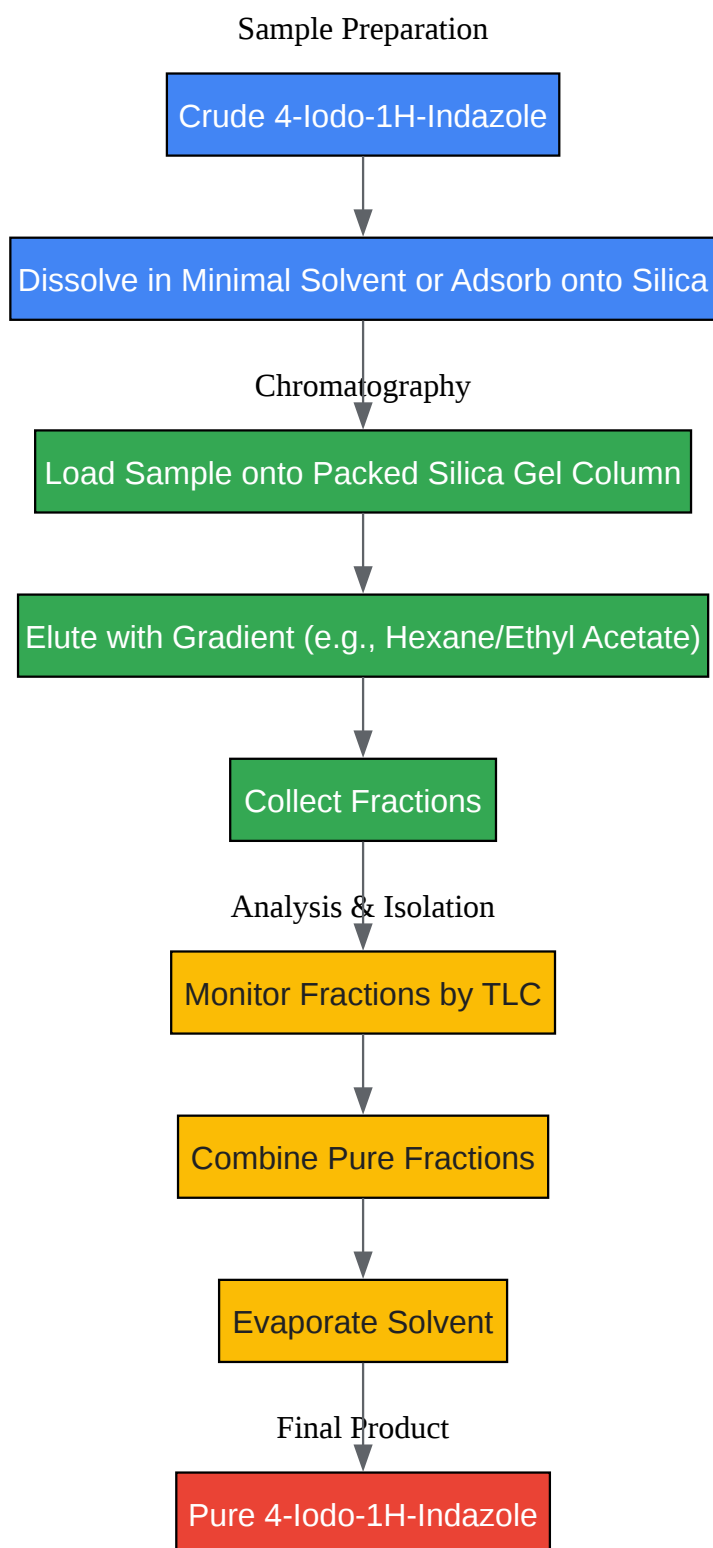 Sample Preparation
Crude 4-Iodo-1H-Indazole
Dissolve in Minimal Solvent or Adsorb onto Silica
Chromatography
Load Sample onto Packed Silica Gel Column
Elute with Gradient (e.g., Hexane/Ethyl Acetate)
Collect Fractions
Analysis & Isolation
Monitor Fractions by TLC
Combine Pure Fractions
Evaporate Solvent
Final Product
Pure 4-Iodo-1H-Indazole